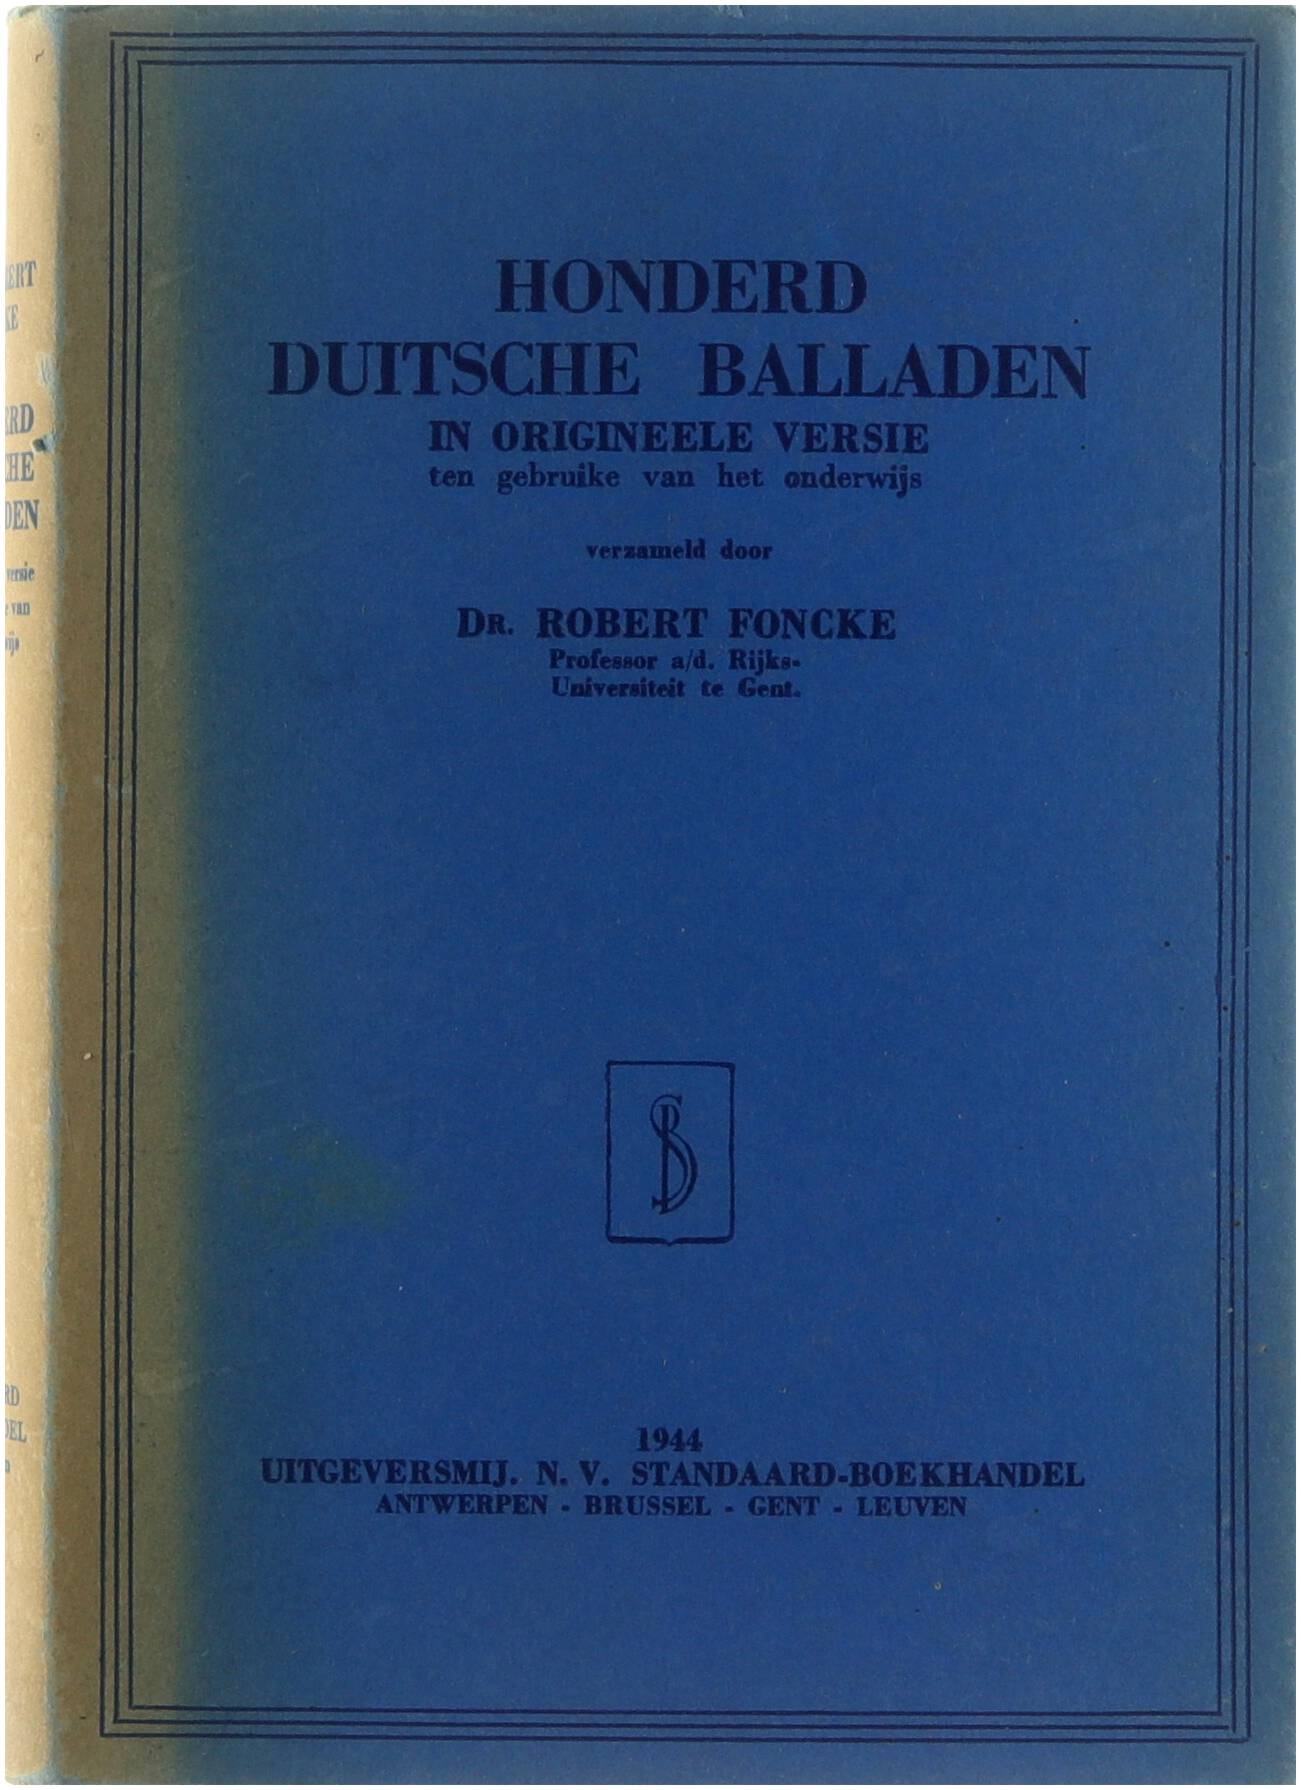 HONDERD
DUITSCHE BALLADEN
IN ORIGINEELE VERSIE
ten gebruike van het onderwijs
verzameld door
DR. ROBERT FONCKE
Professor a/d. Rijks-
Universiteit te Gent.
SB
1944
UITGEVERSMIJ. N. V. STANDAARD-BOEKHANDEL
ANTWERPEN - BRUSSEL - GENT - LEUVEN